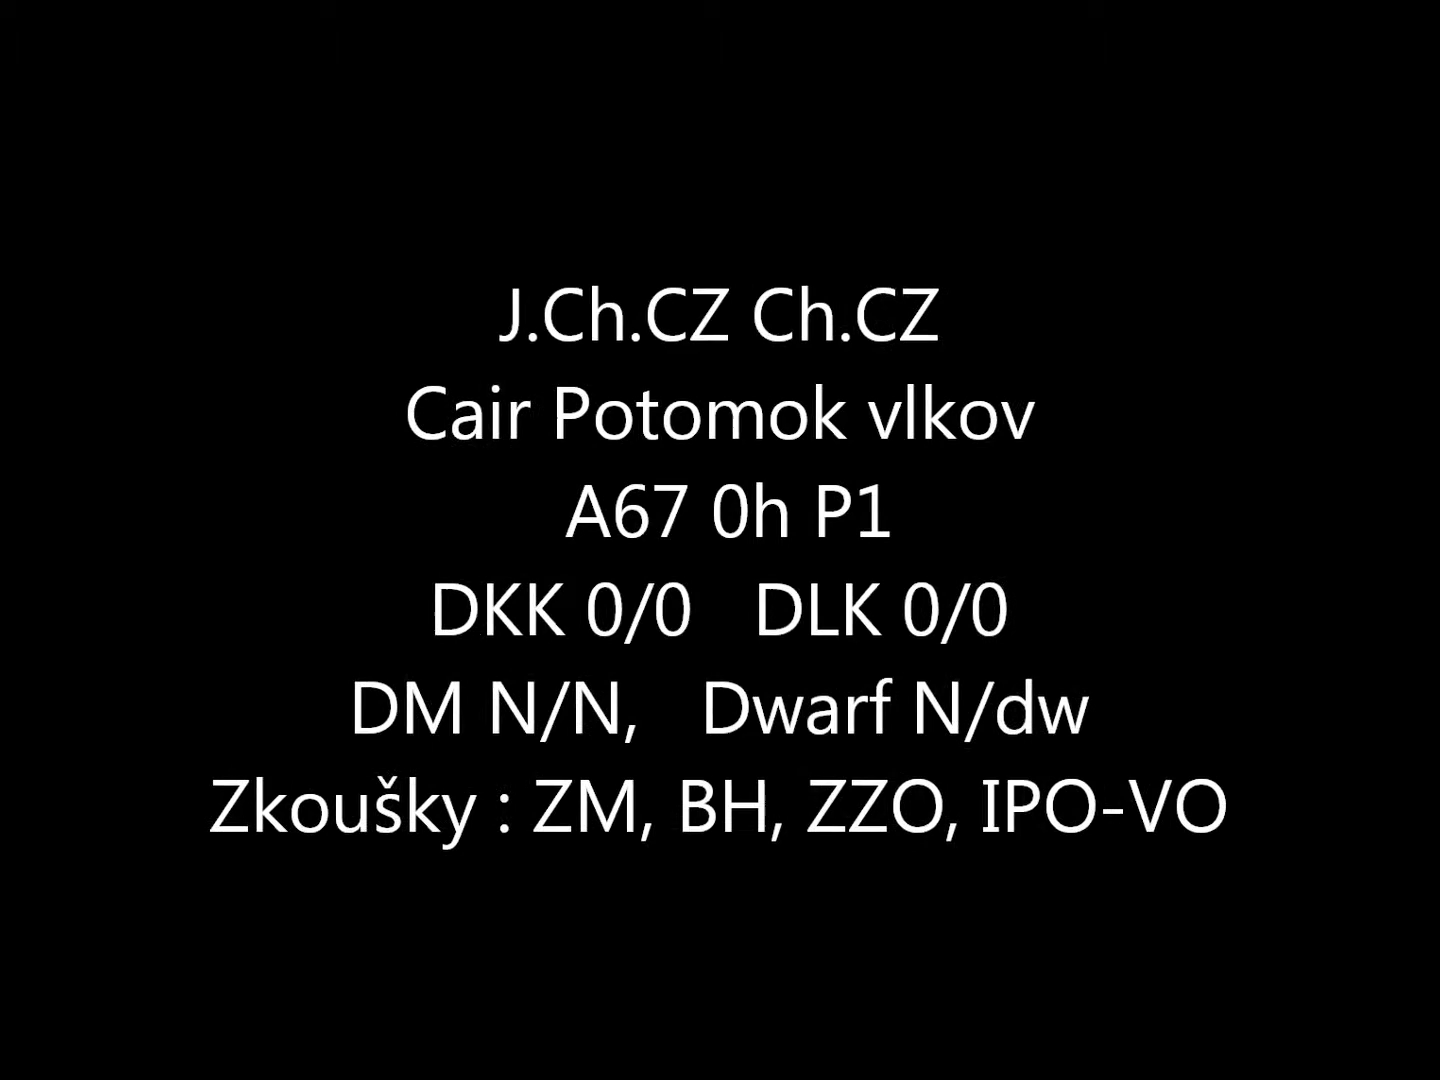 J.Ch.CZ Ch.CZ
Cair Potomok vlkov
A67 0h P1
DKK 0/0 DLK 0/0
DM N/N, Dwarf N/dw
Zkoušky : ZM, BH, ZZO, IPO-VO